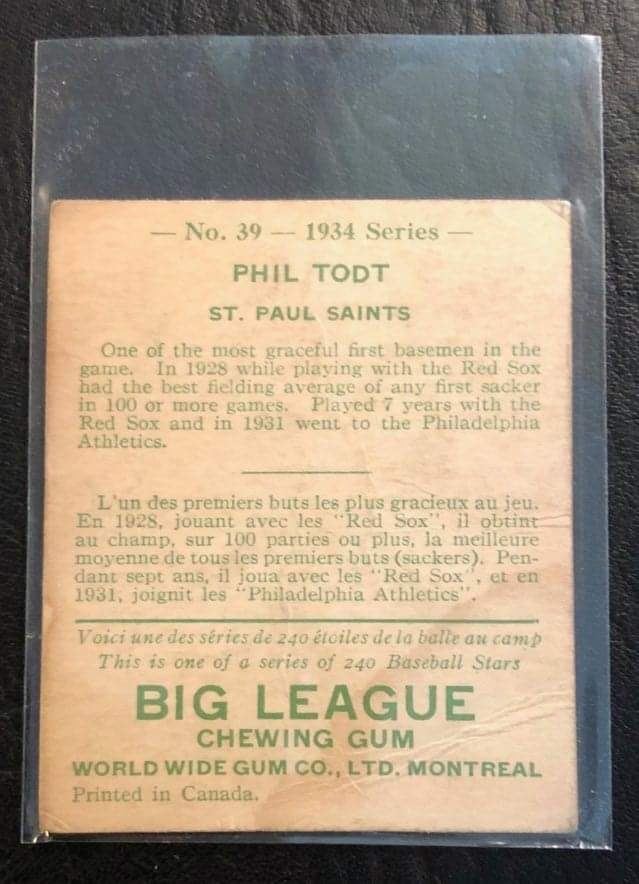 — No. 39 — 1934 Series —
PHIL TODT
ST. PAUL SAINTS
One of the most graceful first basemen in the
game. In 1928 while playing with the Red Sox
had the best fielding average of any first sacker
in 100 or more games. Played 7 years with the
Red Sox and in 1931 went to the Philadelphia
Athletics.
L'un des premiers buts les plus gracieux au jeu.
En 1928, jouant avec les "Red Sox", il obtint
au champ, sur 100 parties ou plus, la meilleure
moyenne de tous les premiers buts (sackers). Pen-
dant sept ans, il joua avec les "Red Sox", et en
1931, joignit les "Philadelphia Athletics".
Voici une des séries de 240 étoiles de la balle au camp
This is one of a series of 240 Baseball Stars
BIG LEAGUE
CHEWING GUM
WORLD WIDE GUM CO., LTD. MONTREAL
Printed in Canada.